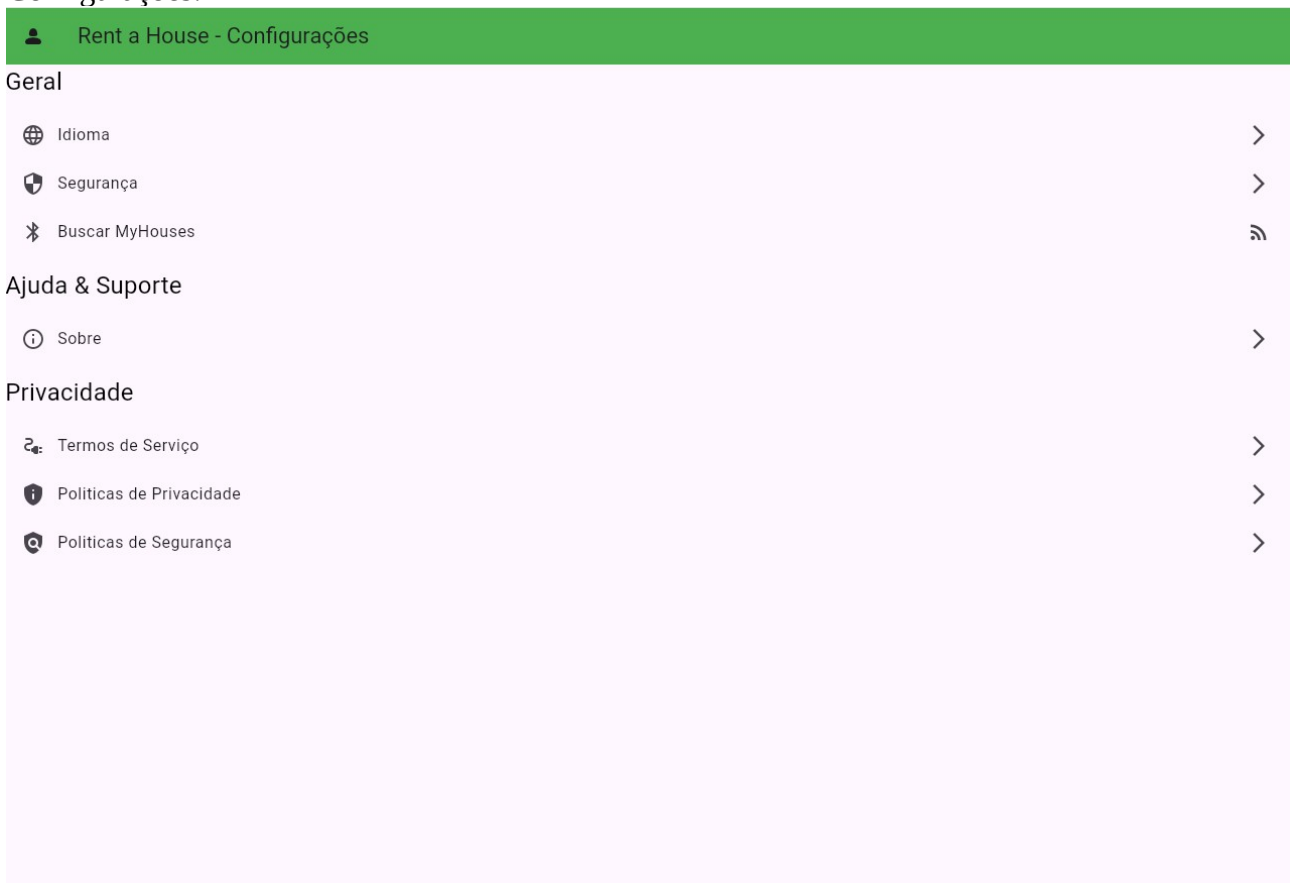 Configurações:
Rent a House - Configurações
Geral
Idioma
Segurança
Buscar MyHouses
Ajuda & Suporte
Sobre
Privacidade
Termos de Serviço
Politicas de Privacidade
Politicas de Segurança